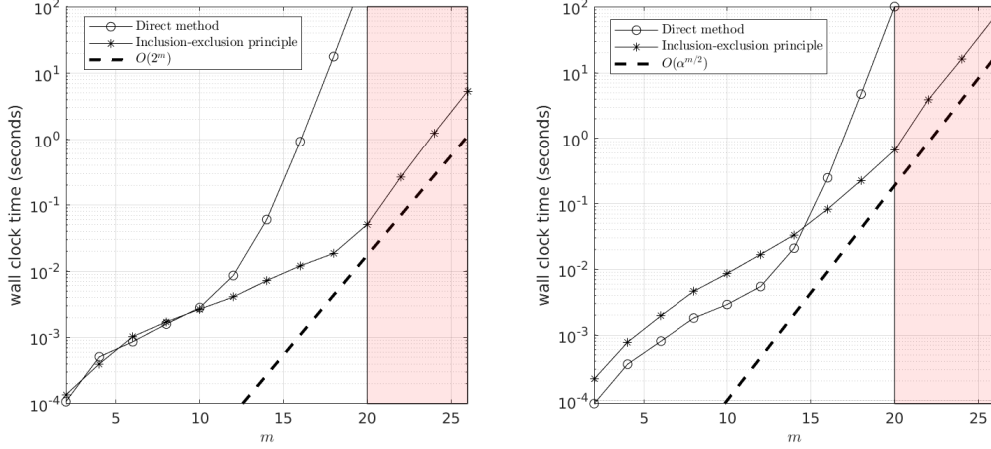 Direct method
Inclusion-exclusion principle
O(2^m)
10^2
10^1
10^0
10^-1
10^-2
10^-3
10^-4
wall clock time (seconds)
5
10
15
20
25
m
Direct method
Inclusion-exclusion principle
O(α^{m/2})
10^2
10^1
10^0
10^-1
10^-2
10^-3
10^-4
wall clock time (seconds)
5
10
15
20
25
m